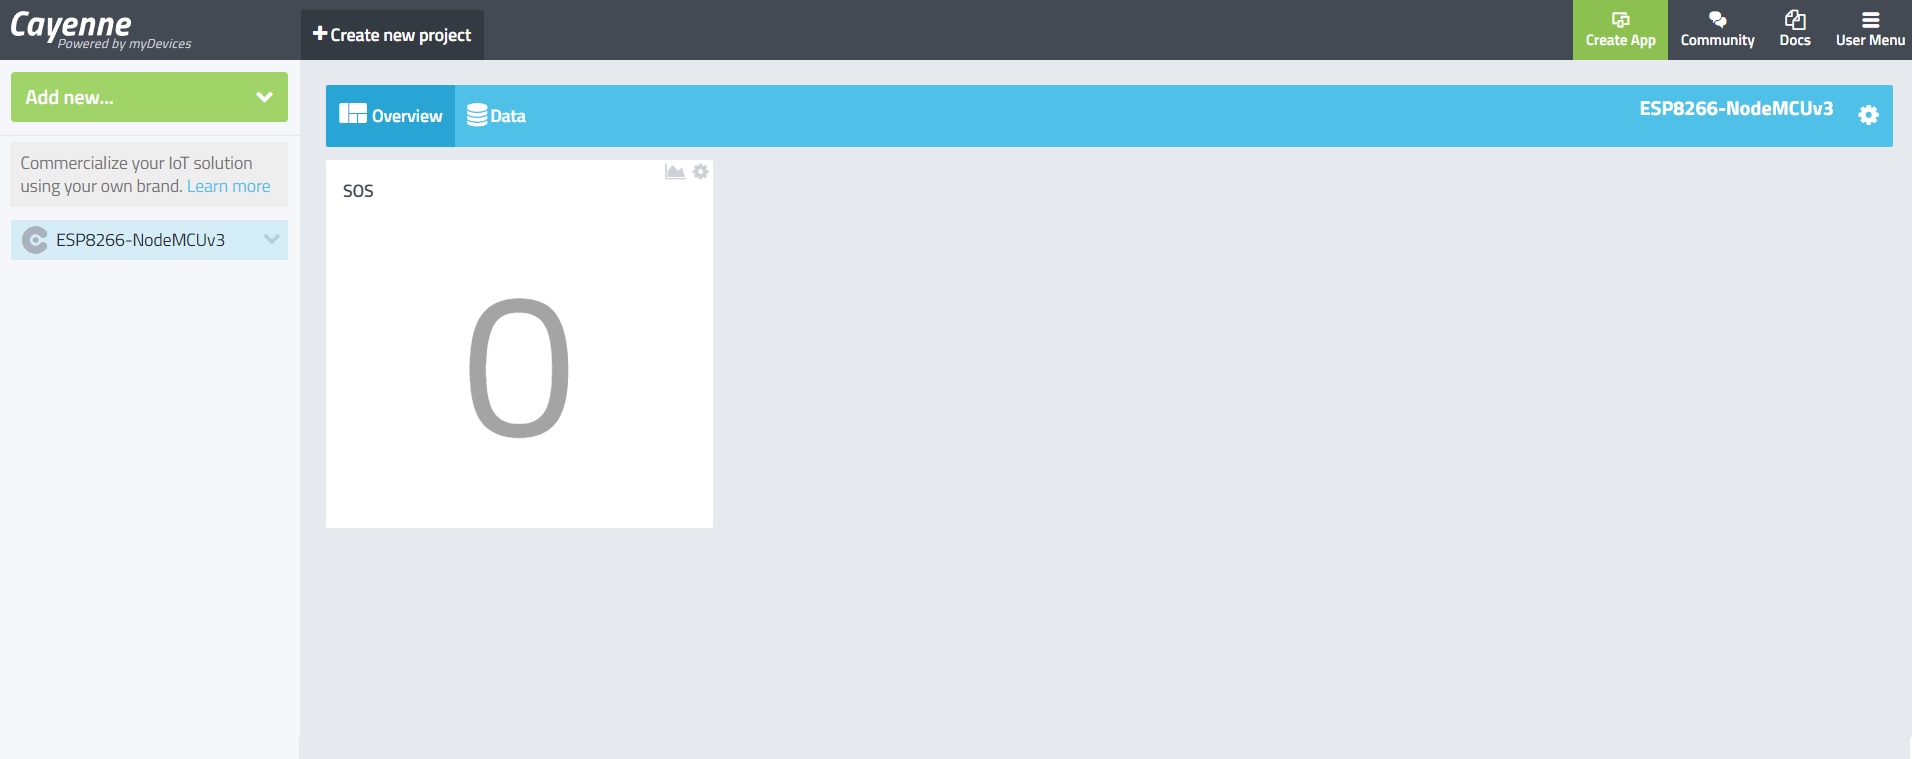 Cayenne
Powered by myDevices
Create new project
Create App
Community
Docs
User Menu
Add new...
Commercialize your IoT solution
using your own brand. Learn more
ESP8266-NodeMCUv3
Overview
Data
ESP8266-NodeMCUv3
SOS
0